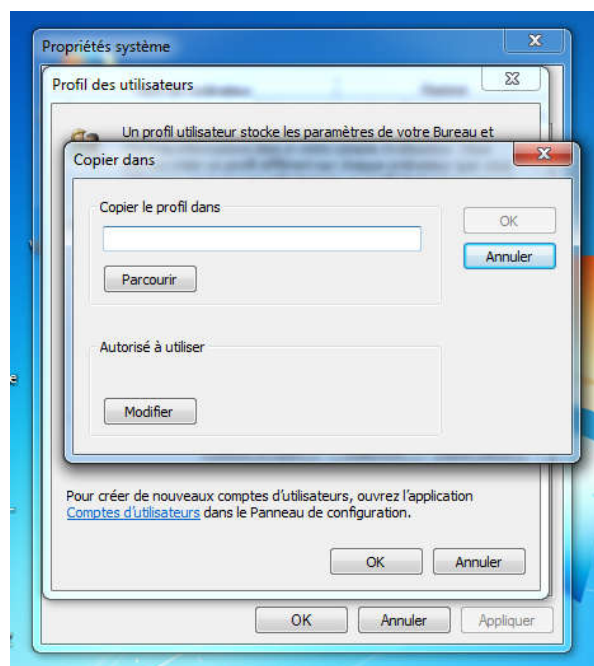 Propriétés système
Profil des utilisateurs
Un profil utilisateur stocke les paramètres de votre Bureau et
Copier dans
Copier le profil dans
OK
Annuler
Parcourir
Autorisé à utiliser
Modifier
Pour créer de nouveaux comptes d'utilisateurs, ouvrez l'application
Comptes d'utilisateurs dans le Panneau de configuration.
OK Annuler
OK Annuler Appliquer